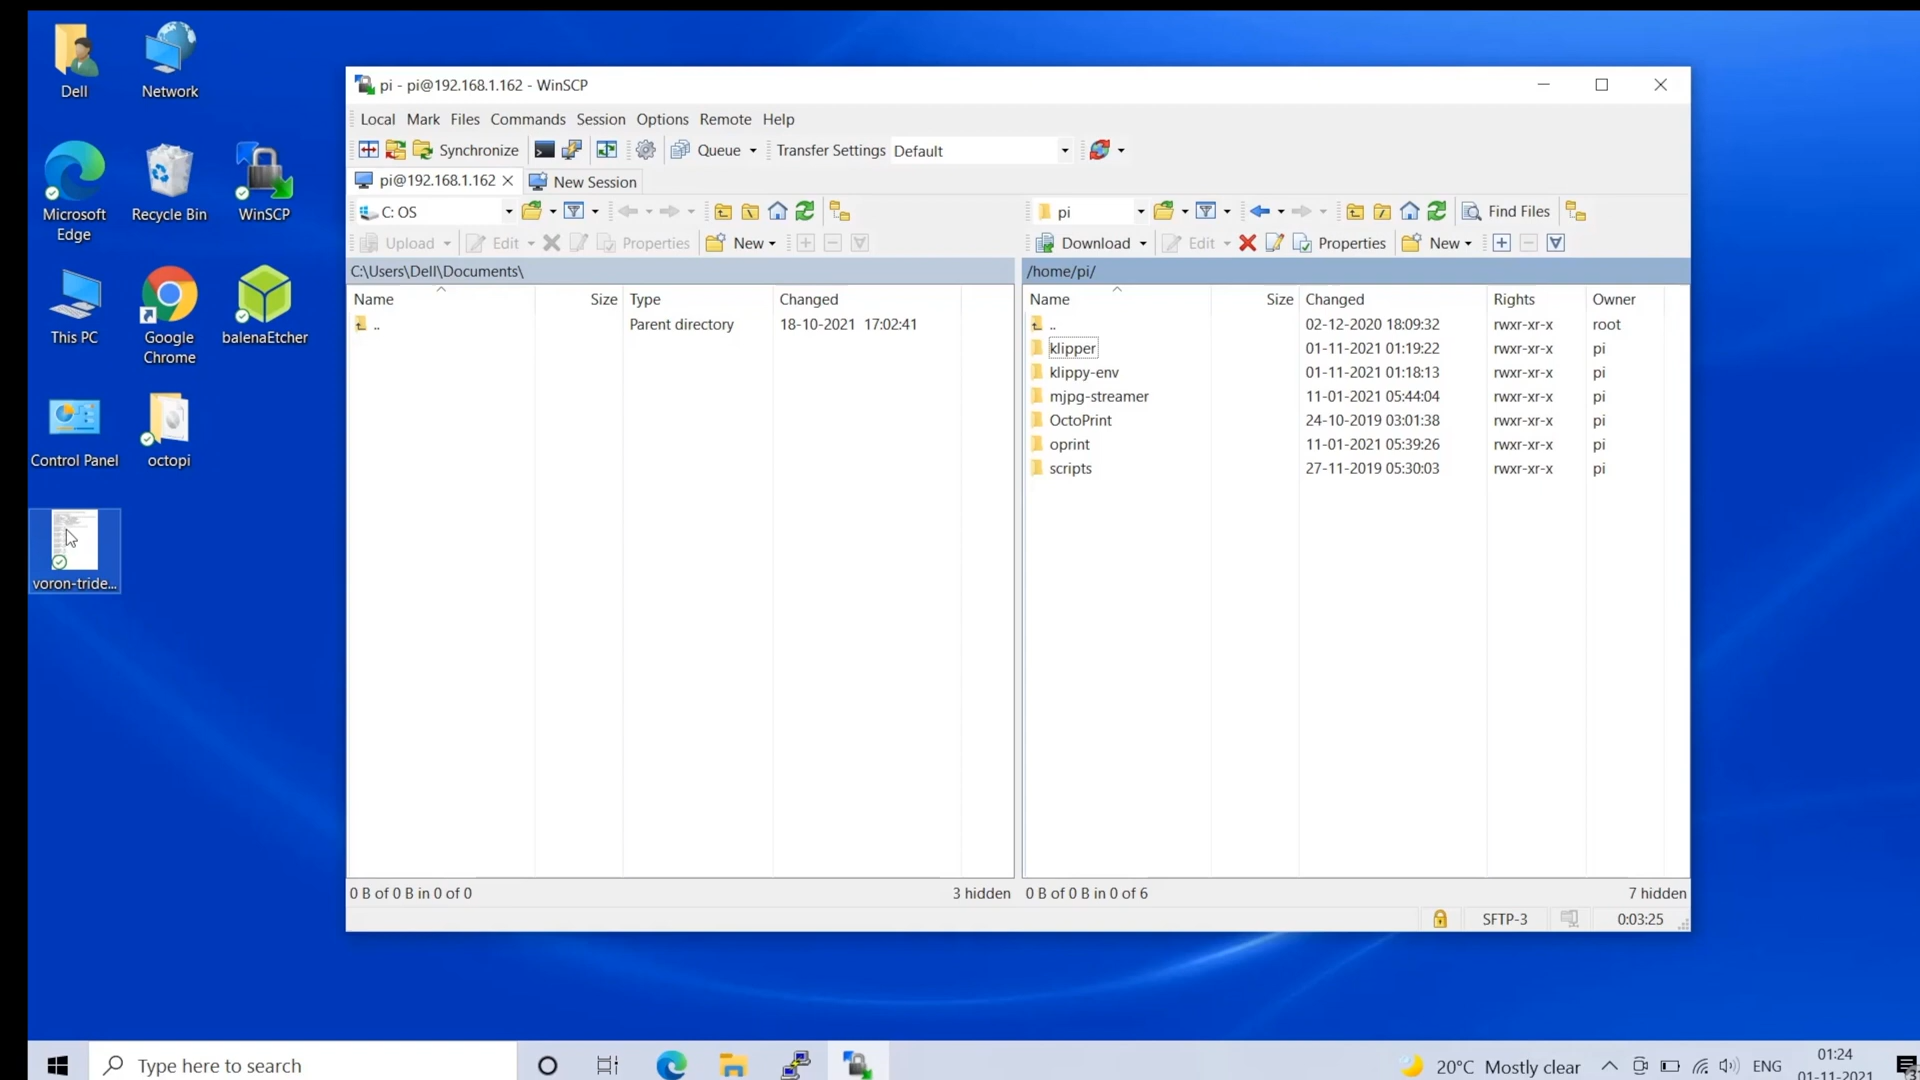 Dell
Network
Microsoft Edge
Recycle Bin
WinSCP
This PC
Google Chrome
balenaEtcher
Control Panel
octopi
voron-tride...
pi - pi@192.168.1.162 - WinSCP
Local Mark Files Commands Session Options Remote Help
Synchronize Queue Transfer Settings Default
pi@192.168.1.162 New Session
C: OS
pi Find Files
Upload Edit Properties New
Download Edit Properties New
C:\Users\Dell\Documents\
Name Size Type Changed
.. Parent directory 18-10-2021 17:02:41
0 B of 0 B in 0 of 0 3 hidden
/home/pi/
Name Size Changed Rights Owner
.. 02-12-2020 18:09:32 rwxr-xr-x root
klipper 01-11-2021 01:19:22 rwxr-xr-x pi
klippy-env 01-11-2021 01:18:13 rwxr-xr-x pi
mjpg-streamer 11-01-2021 05:44:04 rwxr-xr-x pi
OctoPrint 24-10-2019 03:01:38 rwxr-xr-x pi
oprint 11-01-2021 05:39:26 rwxr-xr-x pi
scripts 27-11-2019 05:30:03 rwxr-xr-x pi
0 B of 0 B in 0 of 6 7 hidden
SFTP-3 0:03:25
Type here to search
20°C Mostly clear ENG
01:24
01-11-2021